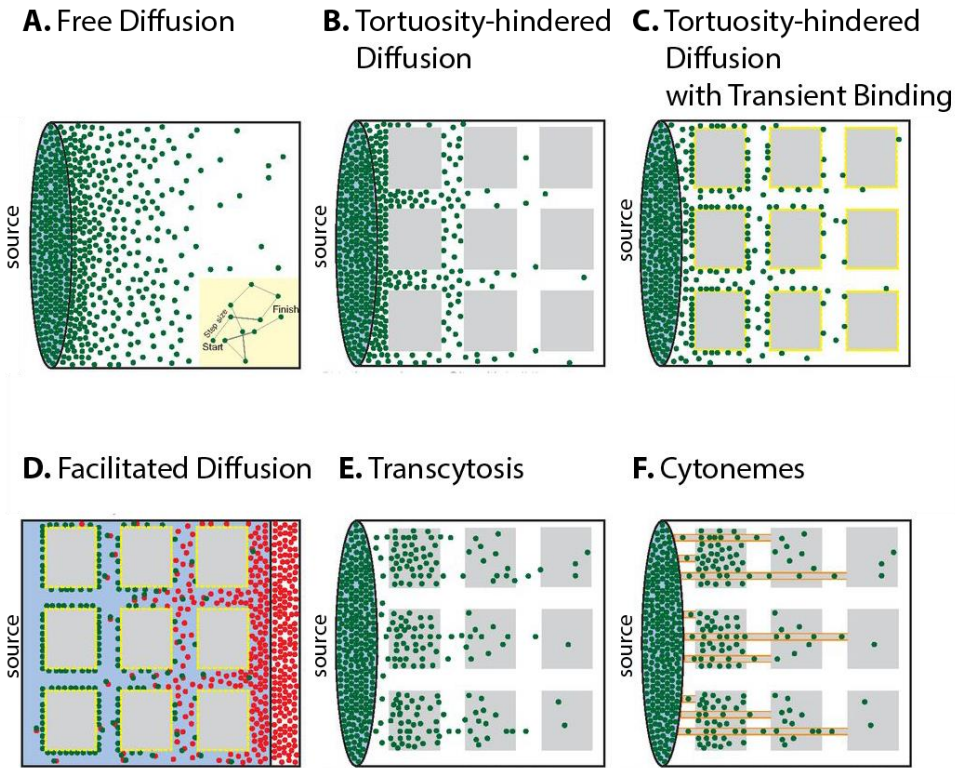 A. Free Diffusion
B. Tortuosity-hindered
Diffusion
C. Tortuosity-hindered
Diffusion
with Transient Binding
source
Step size
Start
Finish
source
source
D. Facilitated Diffusion
E. Transcytosis
F. Cytonemes
source
source
source